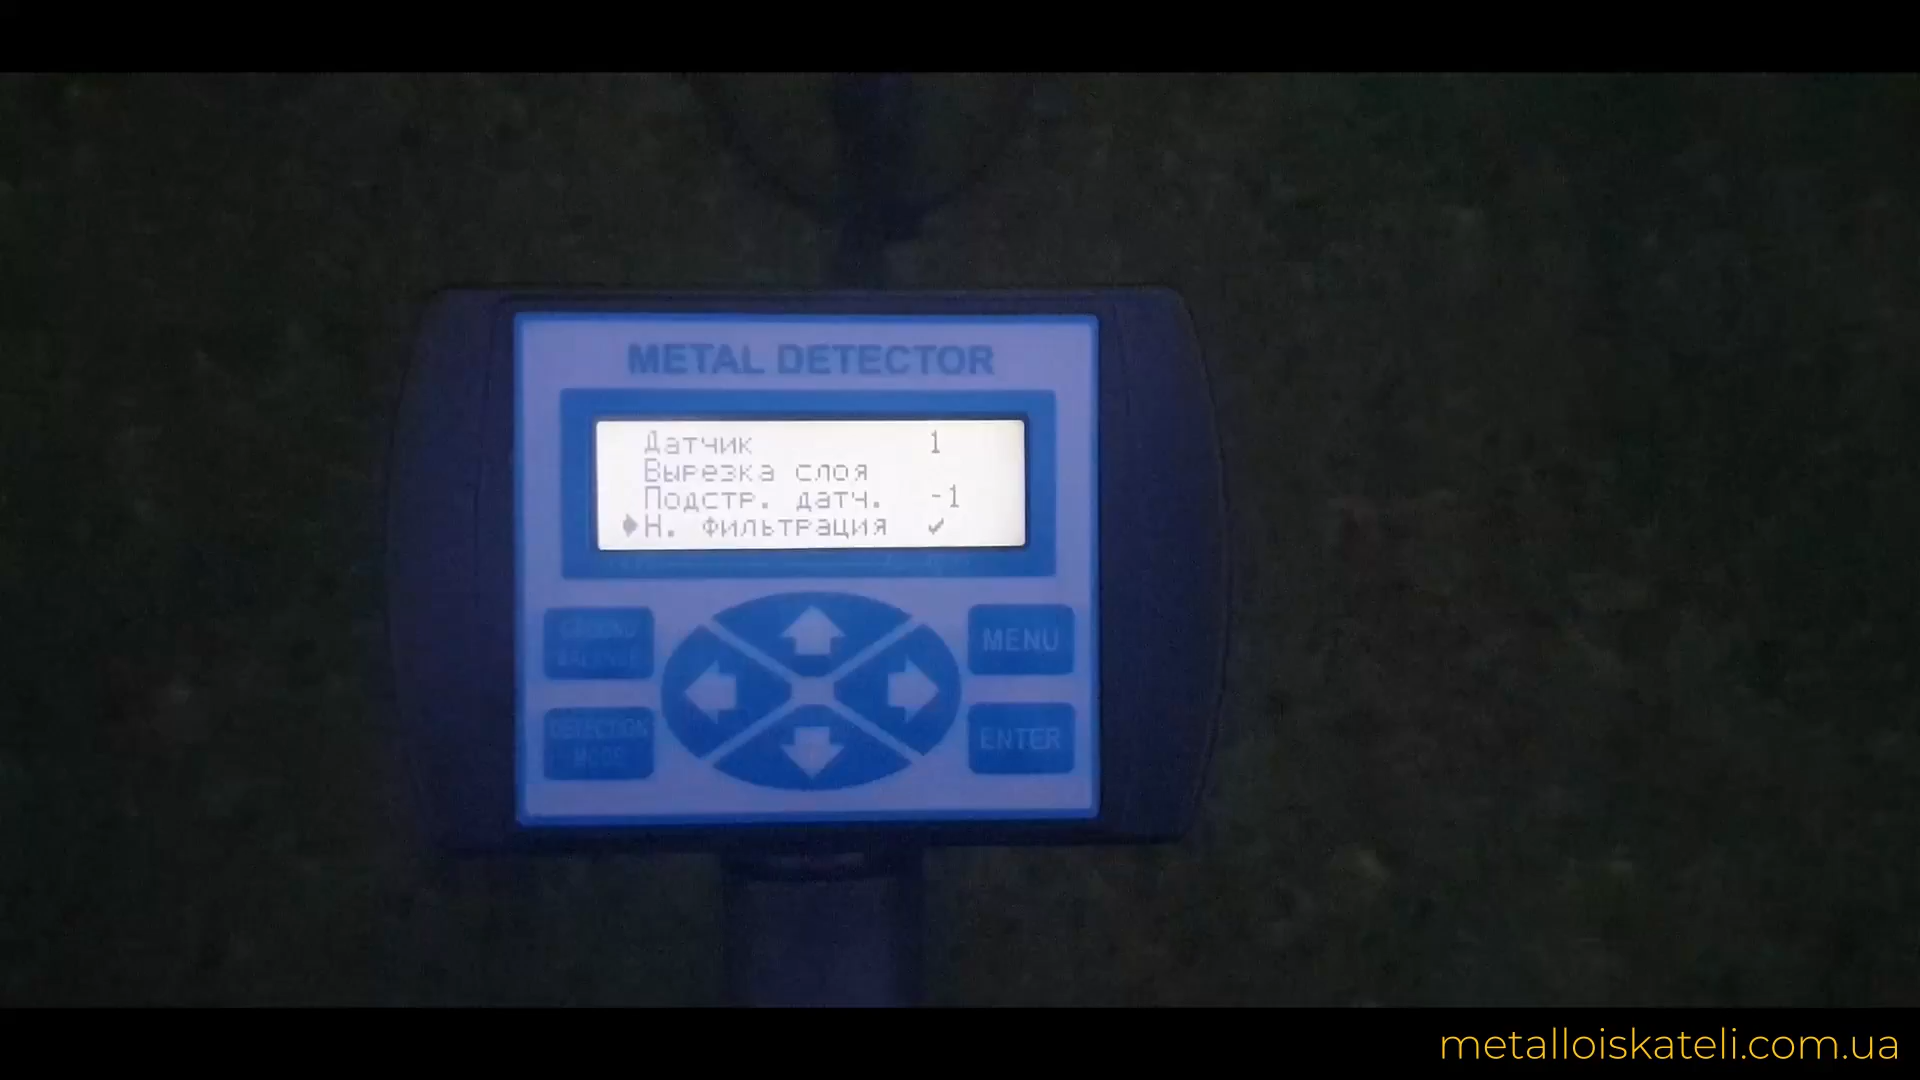 METAL DETECTOR
Датчик 1
Вырезка слоя
Подстр. датч. -1
Н. Фильтрация ✓
GROUND
BALANCE
MENU
DETECTION
MODE
ENTER
metalloiskateli.com.ua